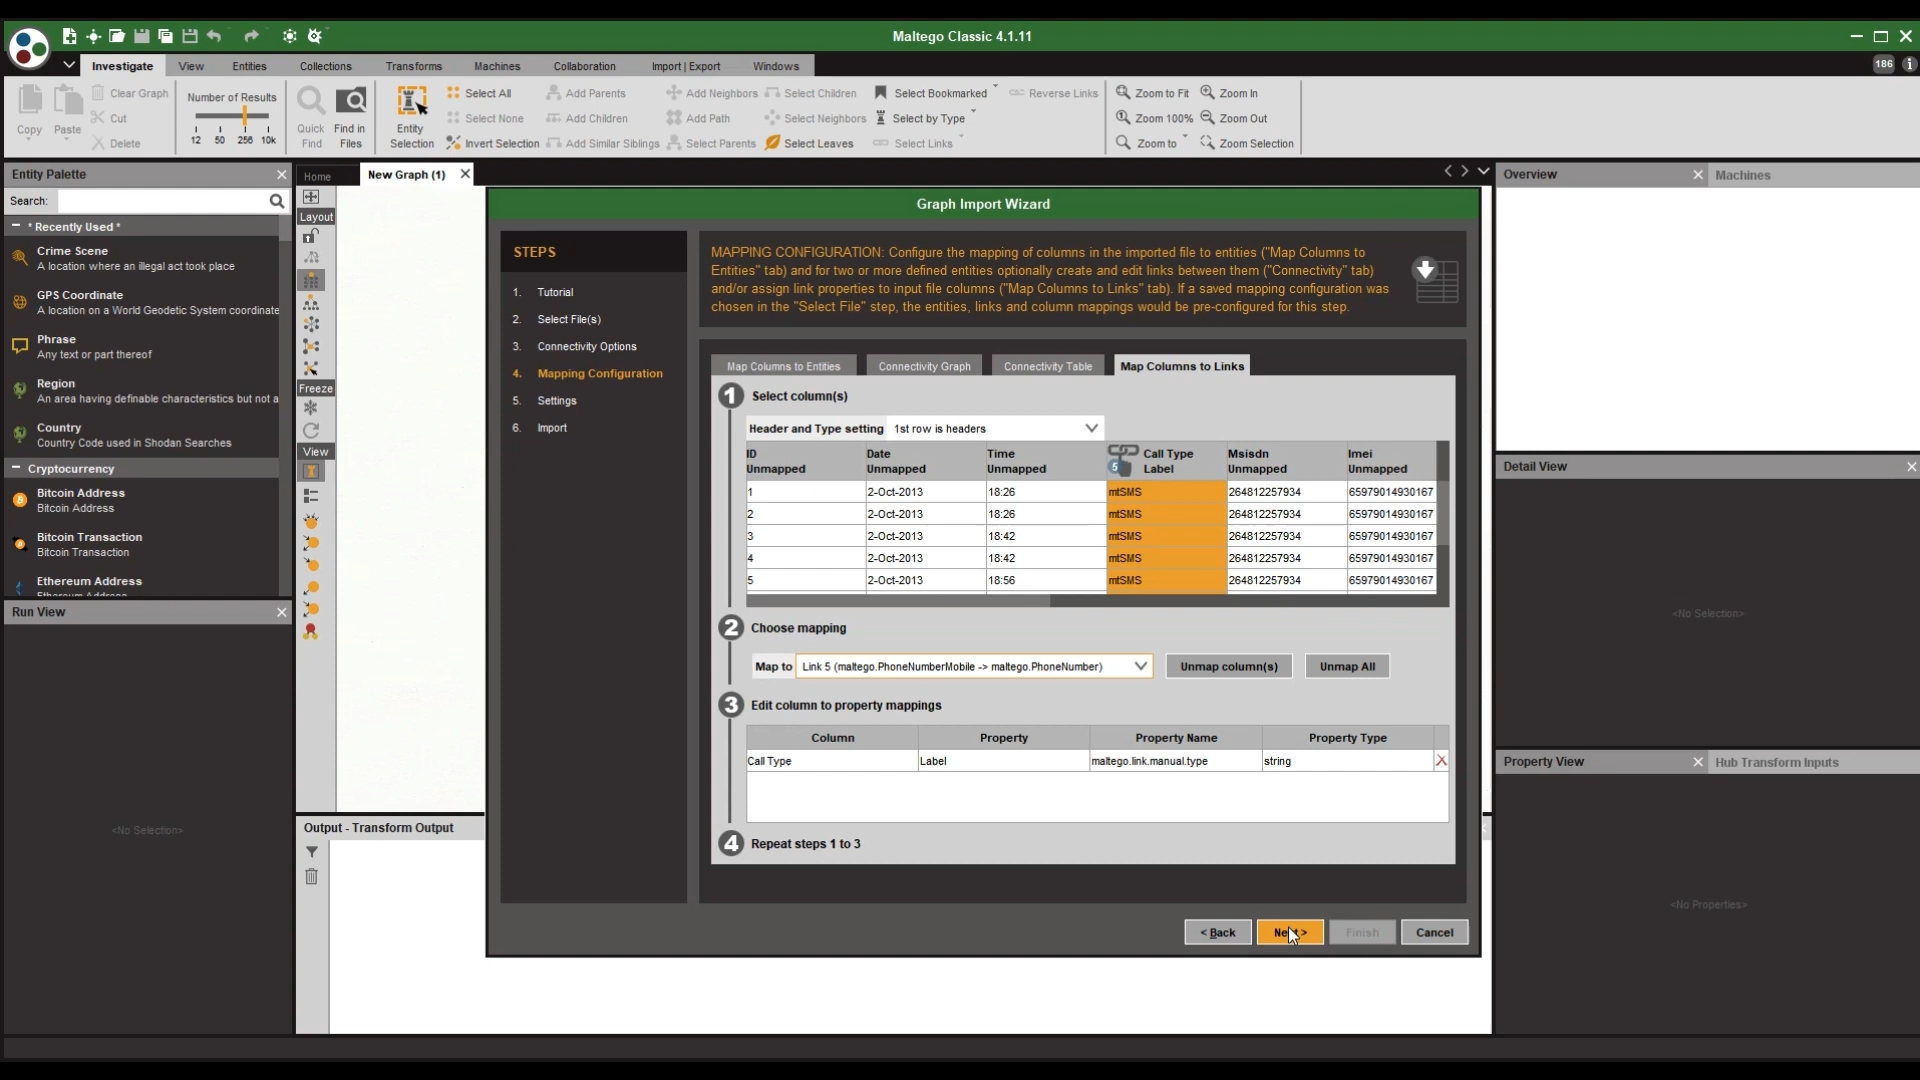 Maltego Classic 4.1.11
Investigate View Entities Collections Transforms Machines Collaboration Import | Export Windows 186
Copy Paste Clear Graph Cut Delete
Number of Results
12 50 256 10k
Quick Find Find in Files
Entity Selection
Select All Select None Invert Selection
Add Parents Add Children Add Similar Siblings
Add Neighbors Add Path Select Parents
Select Children Select Neighbors Select Leaves
Select Bookmarked Select by Type Select Links
Reverse Links
Zoom to Fit Zoom 100% Zoom to
Zoom In Zoom Out Zoom Selection
Entity Palette
Search:
* Recently Used *
Crime Scene
A location where an illegal act took place
GPS Coordinate
A location on a World Geodetic System coordinate
Phrase
Any text or part thereof
Region
An area having definable characteristics but not a
Country
Country Code used in Shodan Searches
Cryptocurrency
Bitcoin Address
Bitcoin Address
Bitcoin Transaction
Bitcoin Transaction
Ethereum Address
Ethereum Address
Run View
<No Selection>
Home New Graph (1)
Layout
Freeze
View
Output - Transform Output
Graph Import Wizard
STEPS
1. Tutorial
2. Select File(s)
3. Connectivity Options
4. Mapping Configuration
5. Settings
6. Import
MAPPING CONFIGURATION: Configure the mapping of columns in the imported file to entities ("Map Columns to
Entities" tab) and for two or more defined entities optionally create and edit links between them ("Connectivity" tab)
and/or assign link properties to input file columns ("Map Columns to Links" tab). If a saved mapping configuration was
chosen in the "Select File" step, the entities, links and column mappings would be pre-configured for this step.
Map Columns to Entities Connectivity Graph Connectivity Table Map Columns to Links
1 Select column(s)
Header and Type setting 1st row is headers
ID Date Time Call Type Msisdn Imei
Unmapped Unmapped Unmapped 5 Label Unmapped Unmapped
1 2-Oct-2013 18:26 mtSMS 264812257934 65979014930167
2 2-Oct-2013 18:26 mtSMS 264812257934 65979014930167
3 2-Oct-2013 18:42 mtSMS 264812257934 65979014930167
4 2-Oct-2013 18:42 mtSMS 264812257934 65979014930167
5 2-Oct-2013 18:56 mtSMS 264812257934 65979014930167
2 Choose mapping
Map to Link 5 (maltego.PhoneNumberMobile -> maltego.PhoneNumber) Unmap column(s) Unmap All
3 Edit column to property mappings
Column Property Property Name Property Type
Call Type Label maltego.link.manual.type string
4 Repeat steps 1 to 3
< Back Next > Finish Cancel
Overview Machines
Detail View
<No Selection>
Property View Hub Transform Inputs
<No Properties>